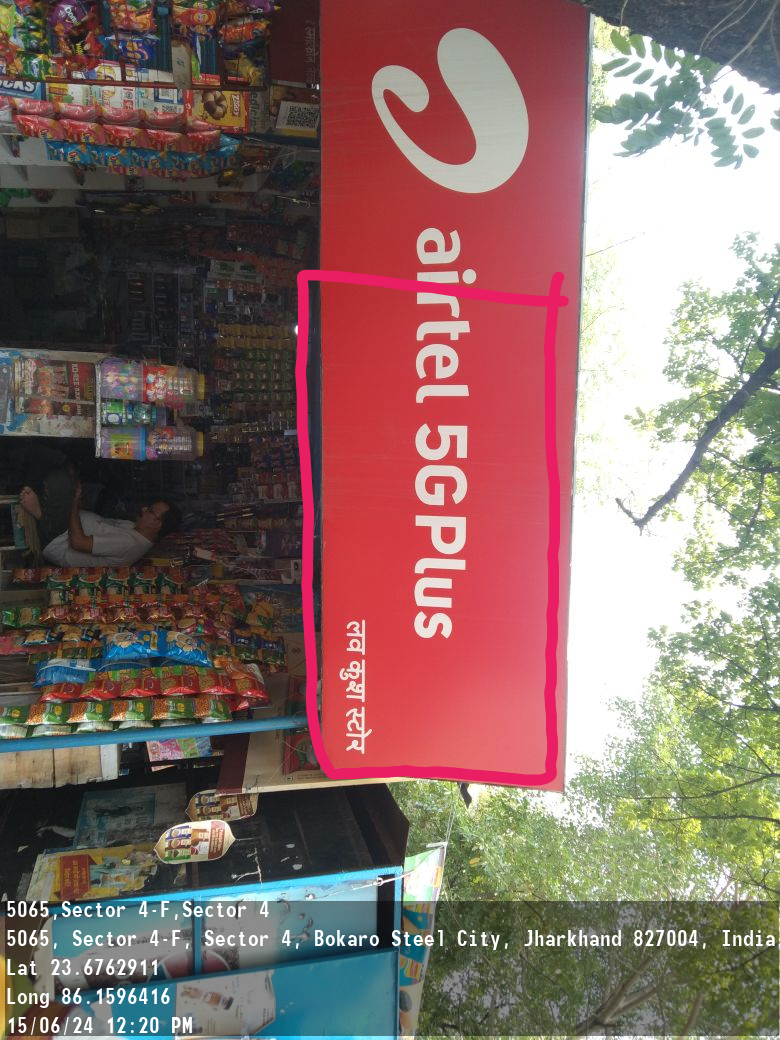 airtel 5GPlus
लव कुश स्टोर
5065,Sector 4-F,Sector 4
5065, Sector 4-F, Sector 4, Bokaro Steel City, Jharkhand 827004, India
Lat 23.6762911
Long 86.1596416
15/06/24 12:20 PM